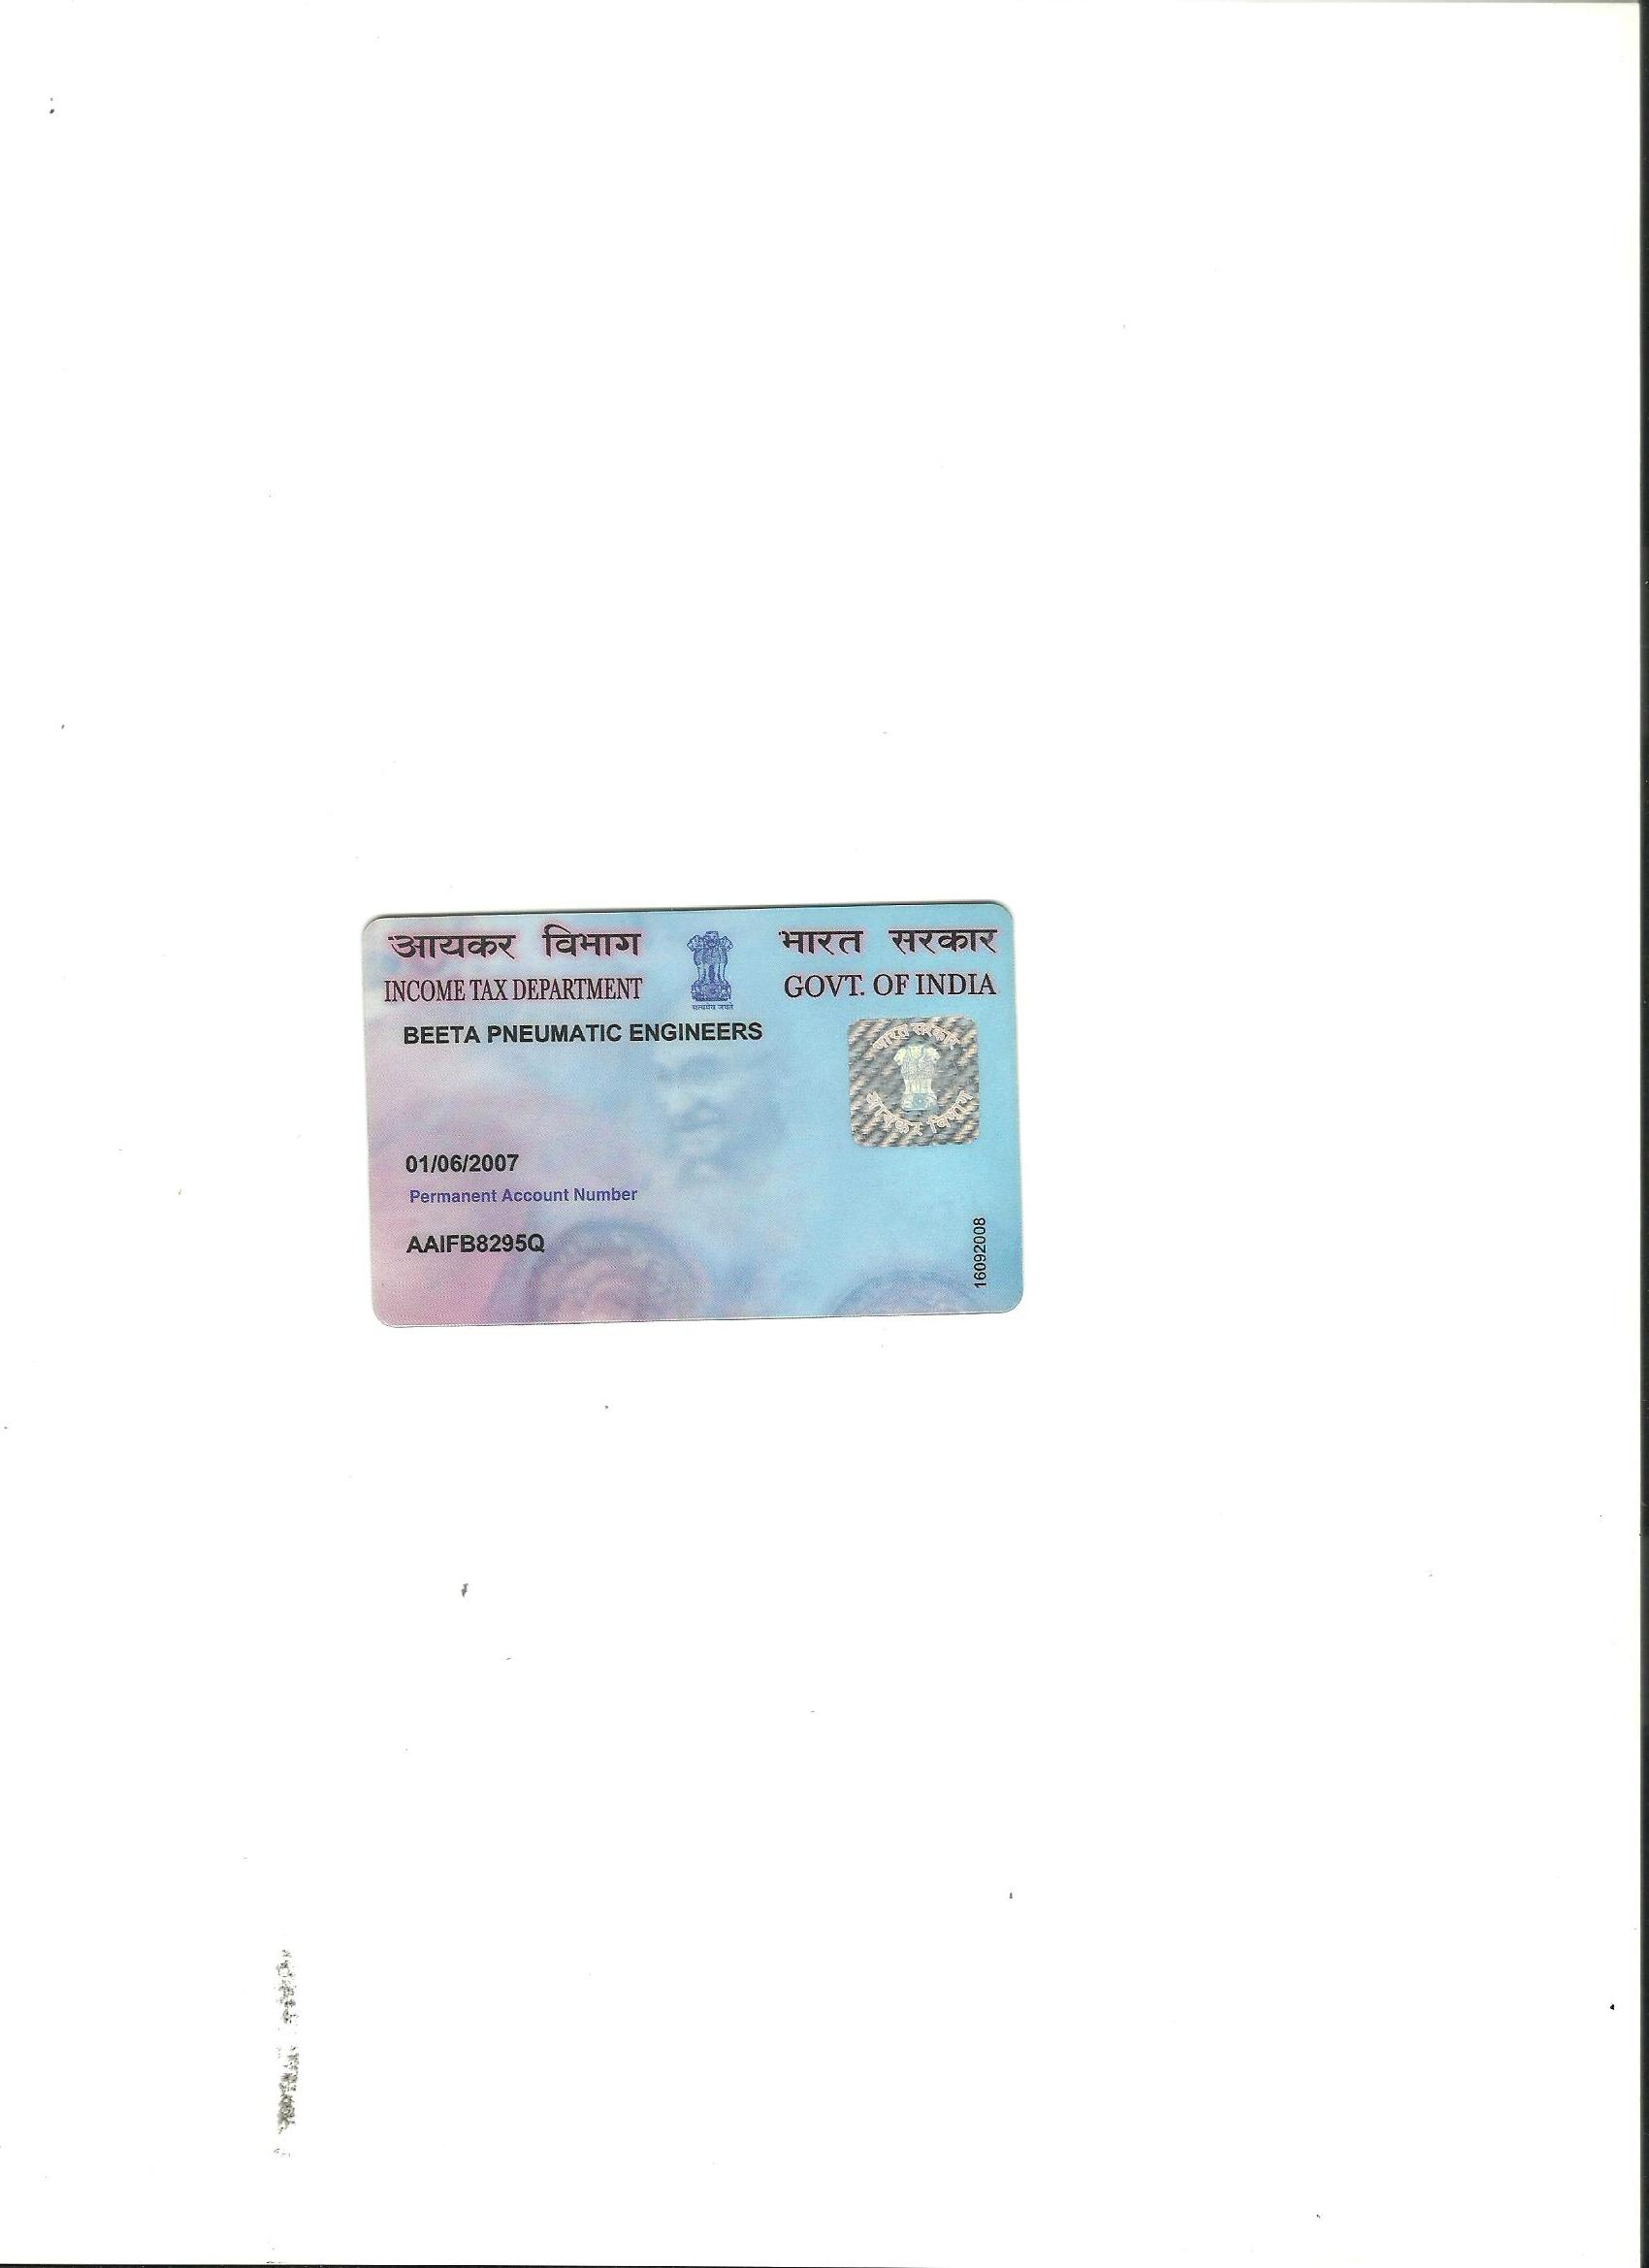 आयकर विभाग
INCOME TAX DEPARTMENT
सत्यमेव जयते
भारत सरकार
GOVT. OF INDIA
BEETA PNEUMATIC ENGINEERS
भारत सरकार
आयकर विभाग
01/06/2007
Permanent Account Number
AAIFB8295Q
16092008